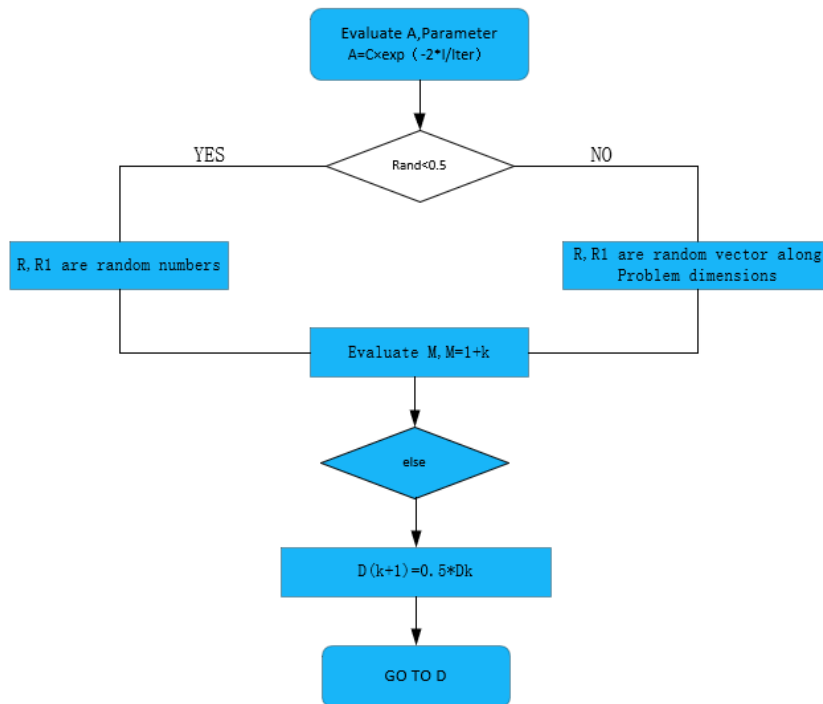 Evaluate A,Parameter
A=C×exp（-2*I/Iter）
Rand<0.5
YES
NO
R,R1 are random numbers
R,R1 are random vector along
Problem dimensions
Evaluate M,M=1+k
else
D(k+1)=0.5*Dk
GO TO D